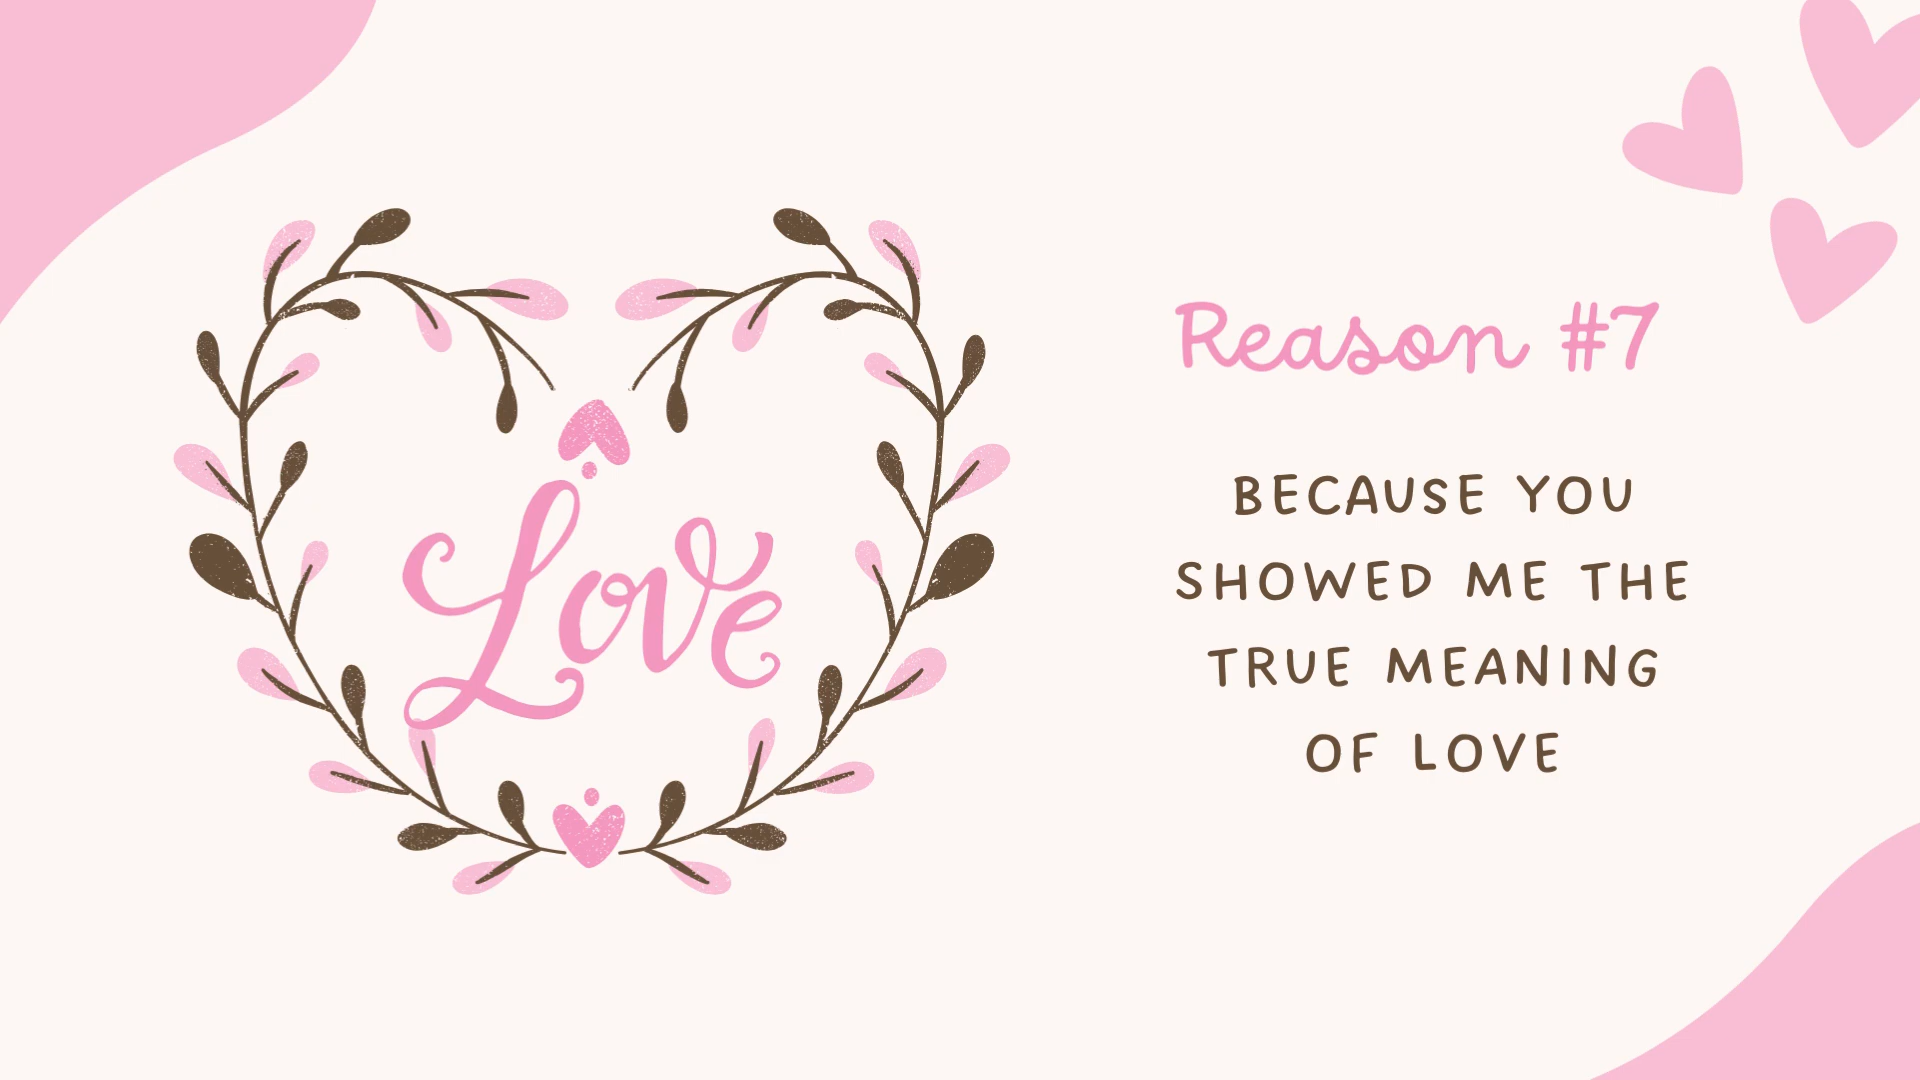 Love
Reason #7
BECAUSE YOU
SHOWED ME THE
TRUE MEANING
OF LOVE